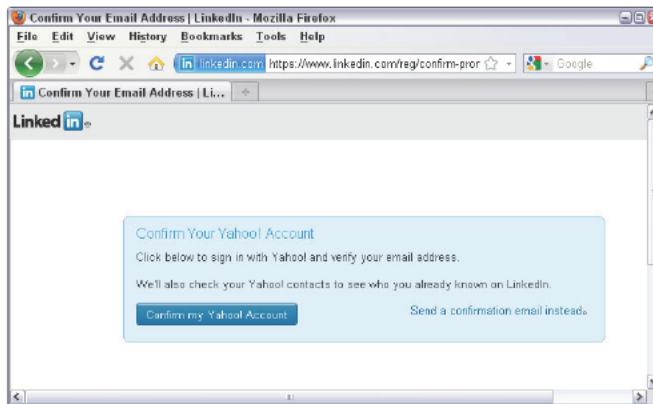 Confirm Your Email Address | LinkedIn - Mozilla Firefox
File Edit View History Bookmarks Tools Help
linkedin.com https://www.linkedin.com/reg/confirm-pror Google
Confirm Your Email Address | Li...
Linked in
Confirm Your Yahoo! Account
Click below to sign in with Yahoo! and verify your email address.
We'll also check your Yahoo! contacts to see who you already known on LinkedIn.
Confirm my Yahoo! Account Send a confirmation email instead.